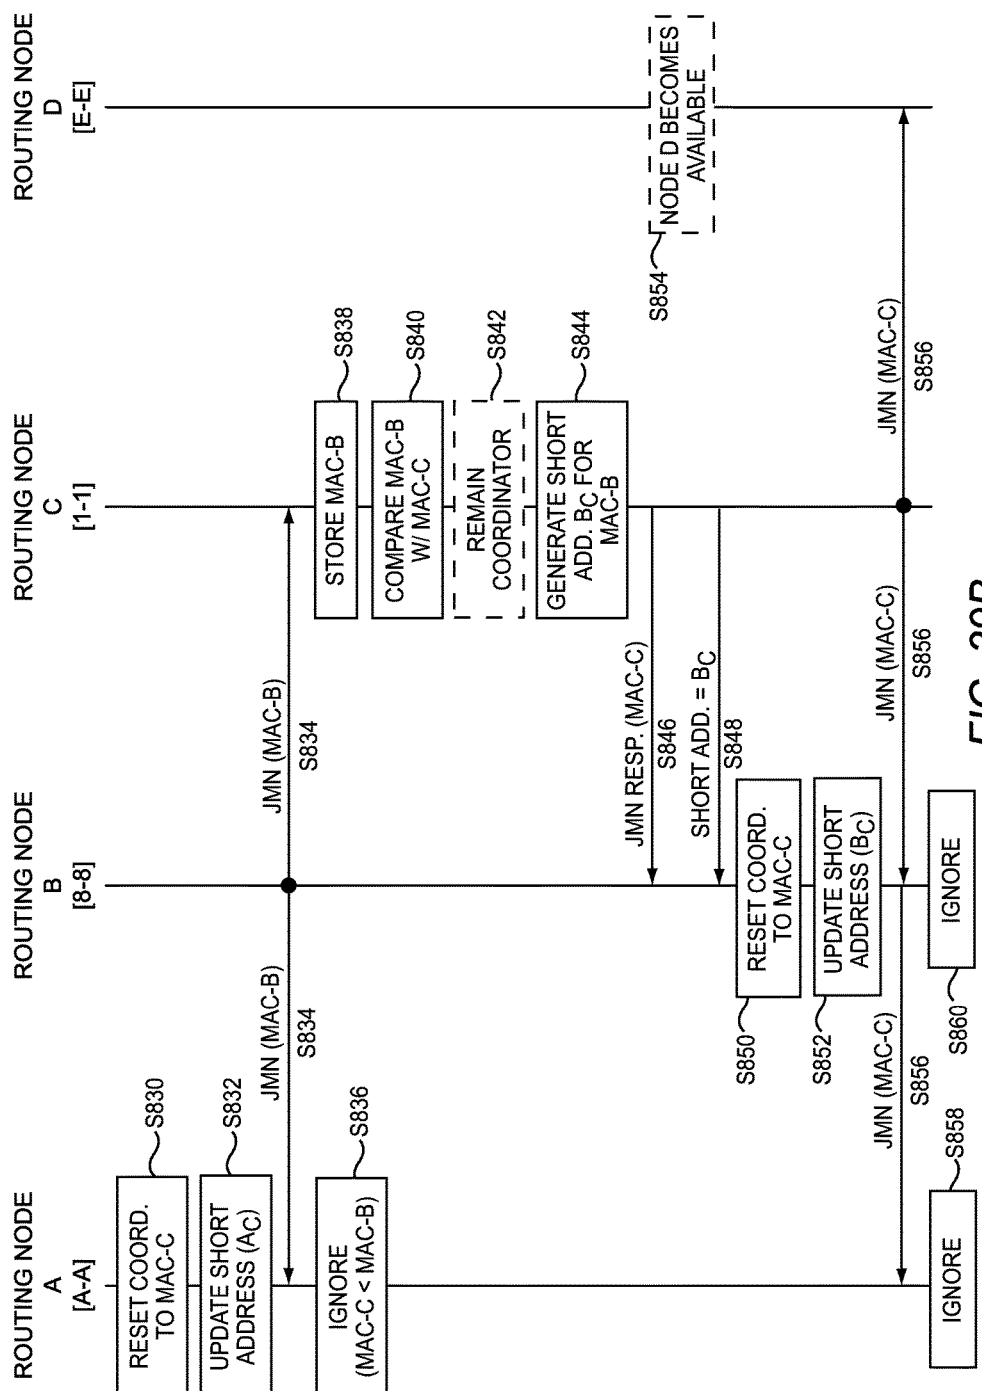 ROUTING NODE
A
[A-A]
ROUTING NODE
B
[8-8]
ROUTING NODE
C
[1-1]
ROUTING NODE
D
[E-E]
RESET COORD.
TO MAC-C
S830
UPDATE SHORT
ADDRESS (AC)
S832
JMN (MAC-B)
S834
JMN (MAC-B)
S834
IGNORE
(MAC-C < MAC-B)
S836
STORE MAC-B
S838
COMPARE MAC-B
W/ MAC-C
S840
REMAIN
COORDINATOR
S842
GENERATE SHORT
ADD. BC FOR
MAC-B
S844
JMN RESP. (MAC-C)
S846
SHORT ADD. = BC
S848
RESET COORD.
TO MAC-C
S850
UPDATE SHORT
ADDRESS (BC)
S852
NODE D BECOMES
AVAILABLE
S854
JMN (MAC-C)
S856
JMN (MAC-C)
S856
JMN (MAC-C)
S856
IGNORE
S858
IGNORE
S860